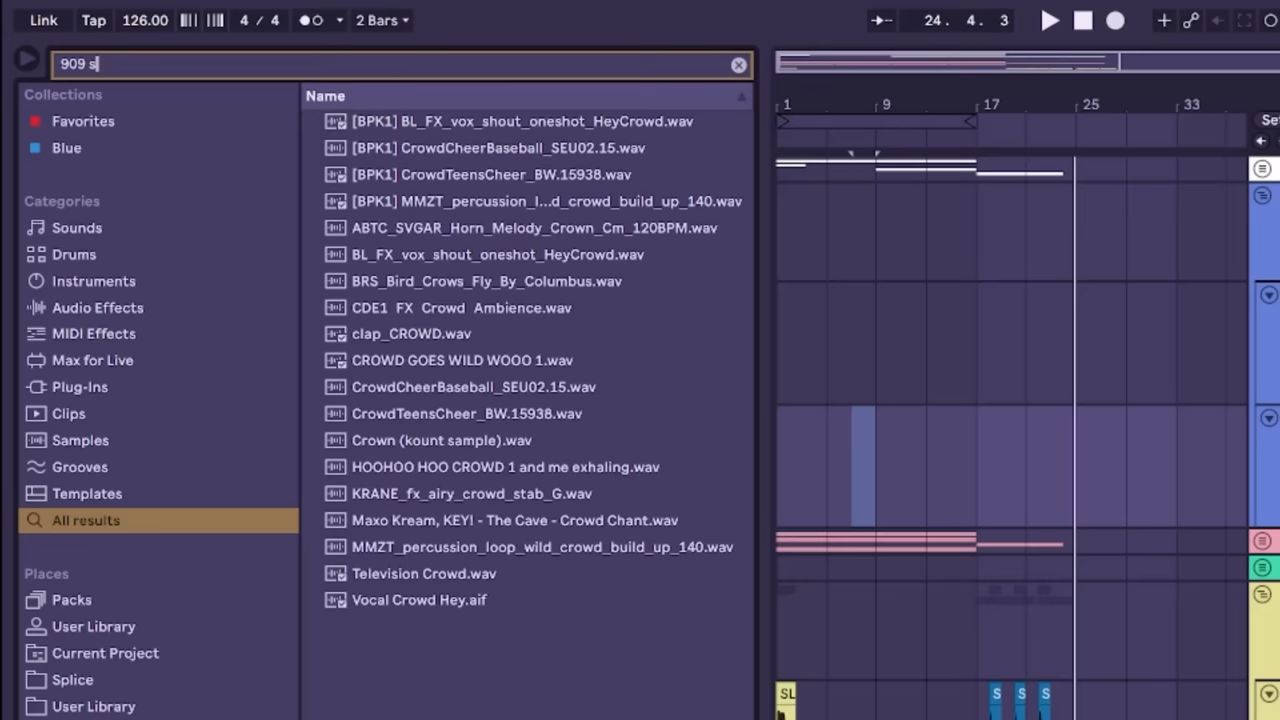 Link Tap 126.00 4 / 4 2 Bars 24. 4. 3
909 s
Collections
Favorites
Blue
Categories
Sounds
Drums
Instruments
Audio Effects
MIDI Effects
Max for Live
Plug-Ins
Clips
Samples
Grooves
Templates
All results
Places
Packs
User Library
Current Project
Splice
User Library
Name
[BPK1] BL_FX_vox_shout_oneshot_HeyCrowd.wav
[BPK1] CrowdCheerBaseball_SEU02.15.wav
[BPK1] CrowdTeensCheer_BW.15938.wav
[BPK1] MMZT_percussion_l...d_crowd_build_up_140.wav
ABTC_SVGAR_Horn_Melody_Crown_Cm_120BPM.wav
BL_FX_vox_shout_oneshot_HeyCrowd.wav
BRS_Bird_Crows_Fly_By_Columbus.wav
CDE1 FX Crowd Ambience.wav
clap_CROWD.wav
CROWD GOES WILD WOOO 1.wav
CrowdCheerBaseball_SEU02.15.wav
CrowdTeensCheer_BW.15938.wav
Crown (kount sample).wav
HOOHOO HOO CROWD 1 and me exhaling.wav
KRANE_fx_airy_crowd_stab_G.wav
Maxo Kream, KEY! - The Cave - Crowd Chant.wav
MMZT_percussion_loop_wild_crowd_build_up_140.wav
Television Crowd.wav
Vocal Crowd Hey.aif
1 9 17 25 33
Se
SL S S S